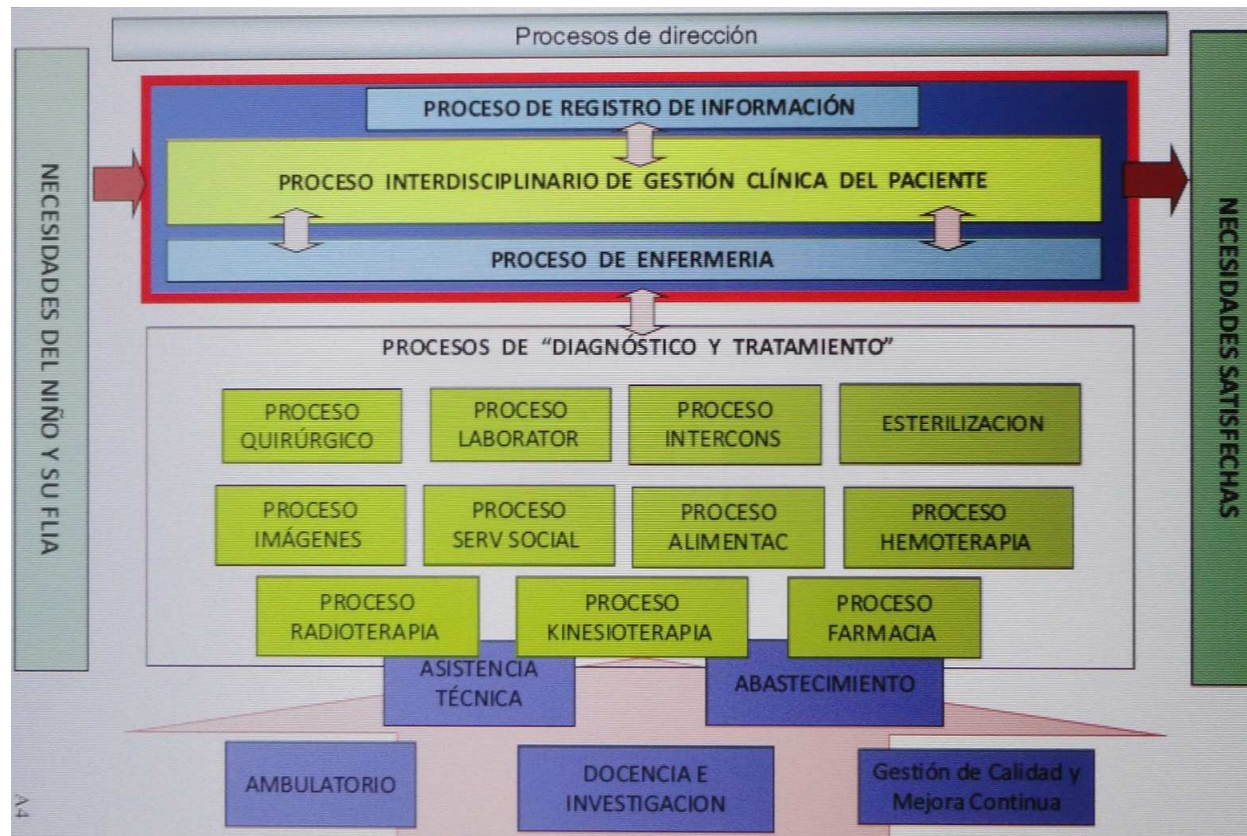 Procesos de dirección
NECESIDADES DEL NIÑO Y SU FLIA
PROCESO DE REGISTRO DE INFORMACIÓN
PROCESO INTERDISCIPLINARIO DE GESTIÓN CLÍNICA DEL PACIENTE
PROCESO DE ENFERMERIA
NECESIDADES SATISFECHAS
PROCESOS DE “DIAGNÓSTICO Y TRATAMIENTO”
PROCESO
QUIRÚRGICO
PROCESO
LABORATOR
PROCESO
INTERCONS
ESTERILIZACION
PROCESO
IMÁGENES
PROCESO
SERV SOCIAL
PROCESO
ALIMENTAC
PROCESO
HEMOTERAPIA
PROCESO
RADIOTERAPIA
PROCESO
KINESIOTERAPIA
PROCESO
FARMACIA
ASISTENCIA
TÉCNICA
ABASTECIMIENTO
AMBULATORIO
DOCENCIA E
INVESTIGACION
Gestión de Calidad y
Mejora Continua
A4